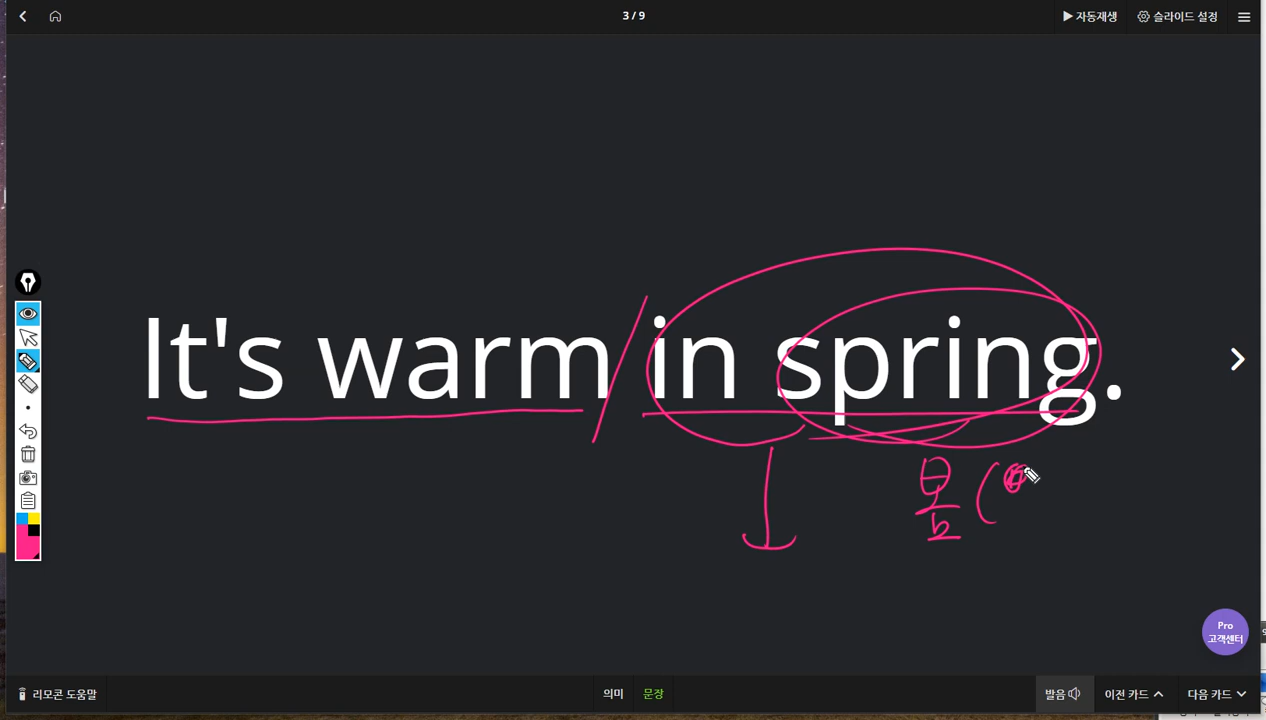 3 / 9
자동재생
슬라이드 설정
It's warm in spring.
Pro
고객센터
리모콘 도움말
의미
문장
발음
이전 카드
다음 카드